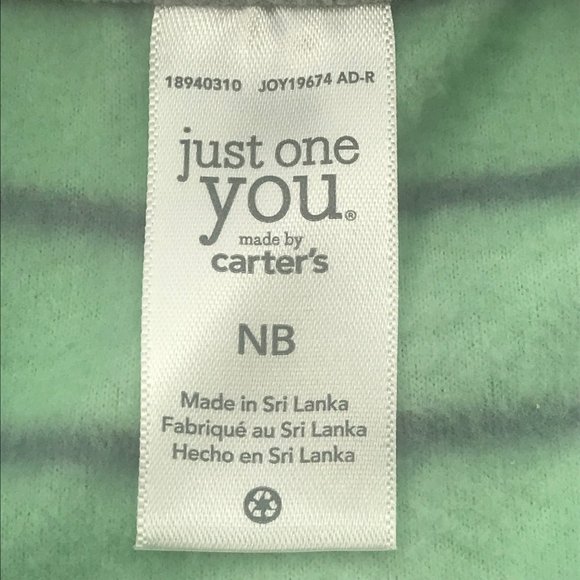 18940310 JOY19674 AD-R
just one
you®
made by
carter's
NB
Made in Sri Lanka
Fabriqué au Sri Lanka
Hecho en Sri Lanka